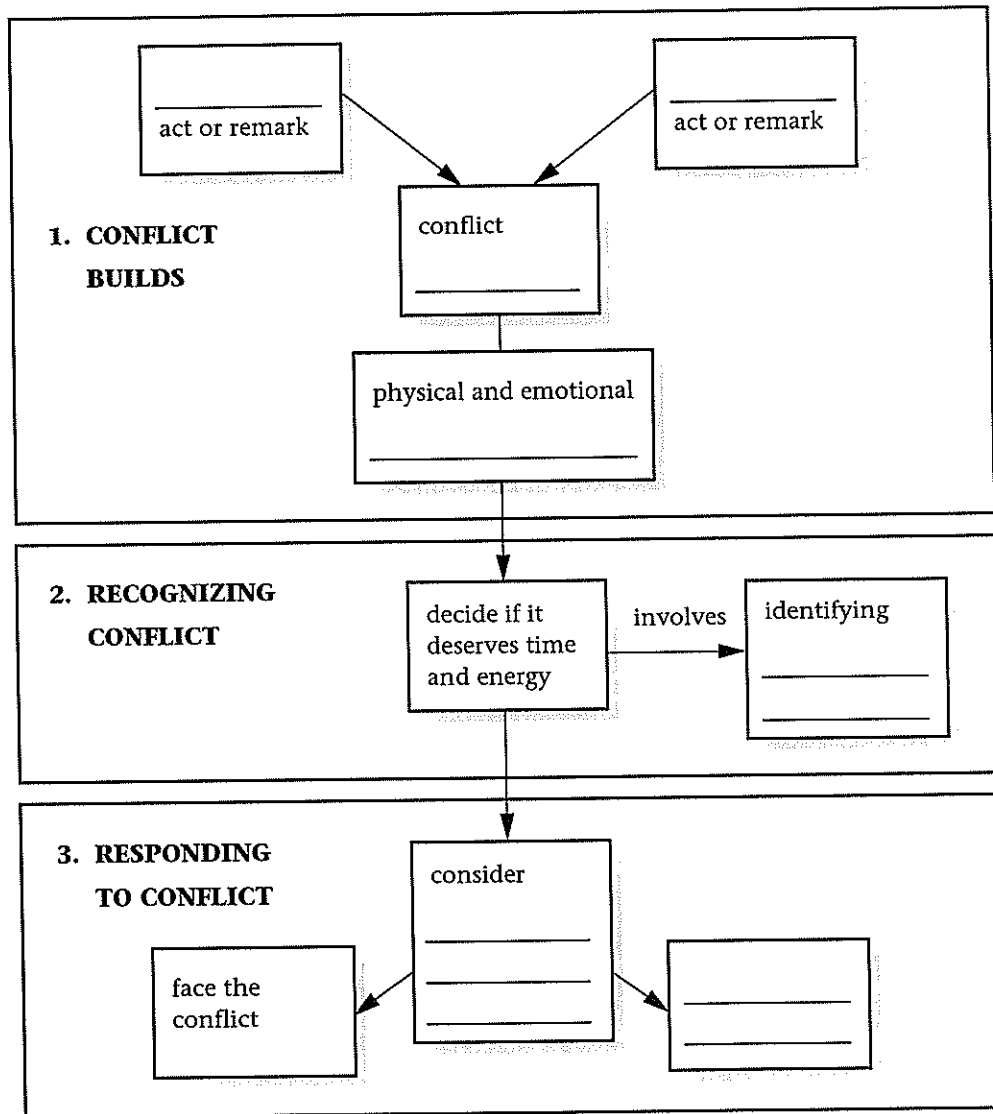 act or remark
act or remark
conflict
1. CONFLICT
BUILDS
physical and emotional
2. RECOGNIZING
CONFLICT
decide if it
deserves time
and energy
involves
identifying
3. RESPONDING
TO CONFLICT
consider
face the
conflict